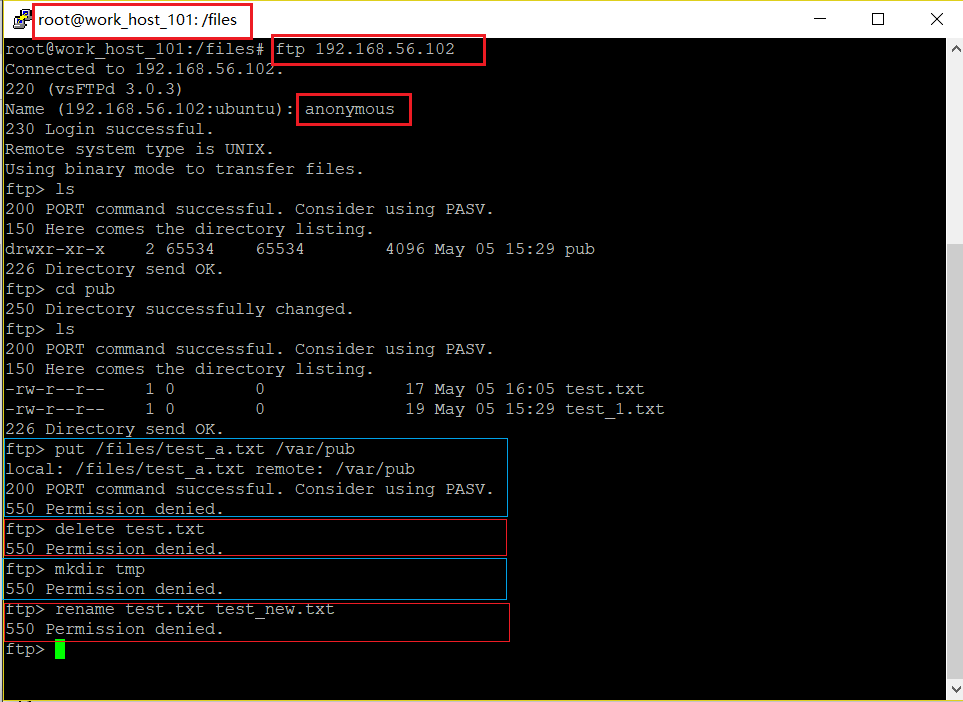 root@work_host_101: /files
root@work_host_101:/files# ftp 192.168.56.102
Connected to 192.168.56.102.
220 (vsFTPd 3.0.3)
Name (192.168.56.102:ubuntu): anonymous
230 Login successful.
Remote system type is UNIX.
Using binary mode to transfer files.
ftp> ls
200 PORT command successful. Consider using PASV.
150 Here comes the directory listing.
drwxr-xr-x    2 65534    65534        4096 May 05 15:29 pub
226 Directory send OK.
ftp> cd pub
250 Directory successfully changed.
ftp> ls
200 PORT command successful. Consider using PASV.
150 Here comes the directory listing.
-rw-r--r--    1 0        0              17 May 05 16:05 test.txt
-rw-r--r--    1 0        0              19 May 05 15:29 test_1.txt
226 Directory send OK.
ftp> put /files/test_a.txt /var/pub
local: /files/test_a.txt remote: /var/pub
200 PORT command successful. Consider using PASV.
550 Permission denied.
ftp> delete test.txt
550 Permission denied.
ftp> mkdir tmp
550 Permission denied.
ftp> rename test.txt test_new.txt
550 Permission denied.
ftp>